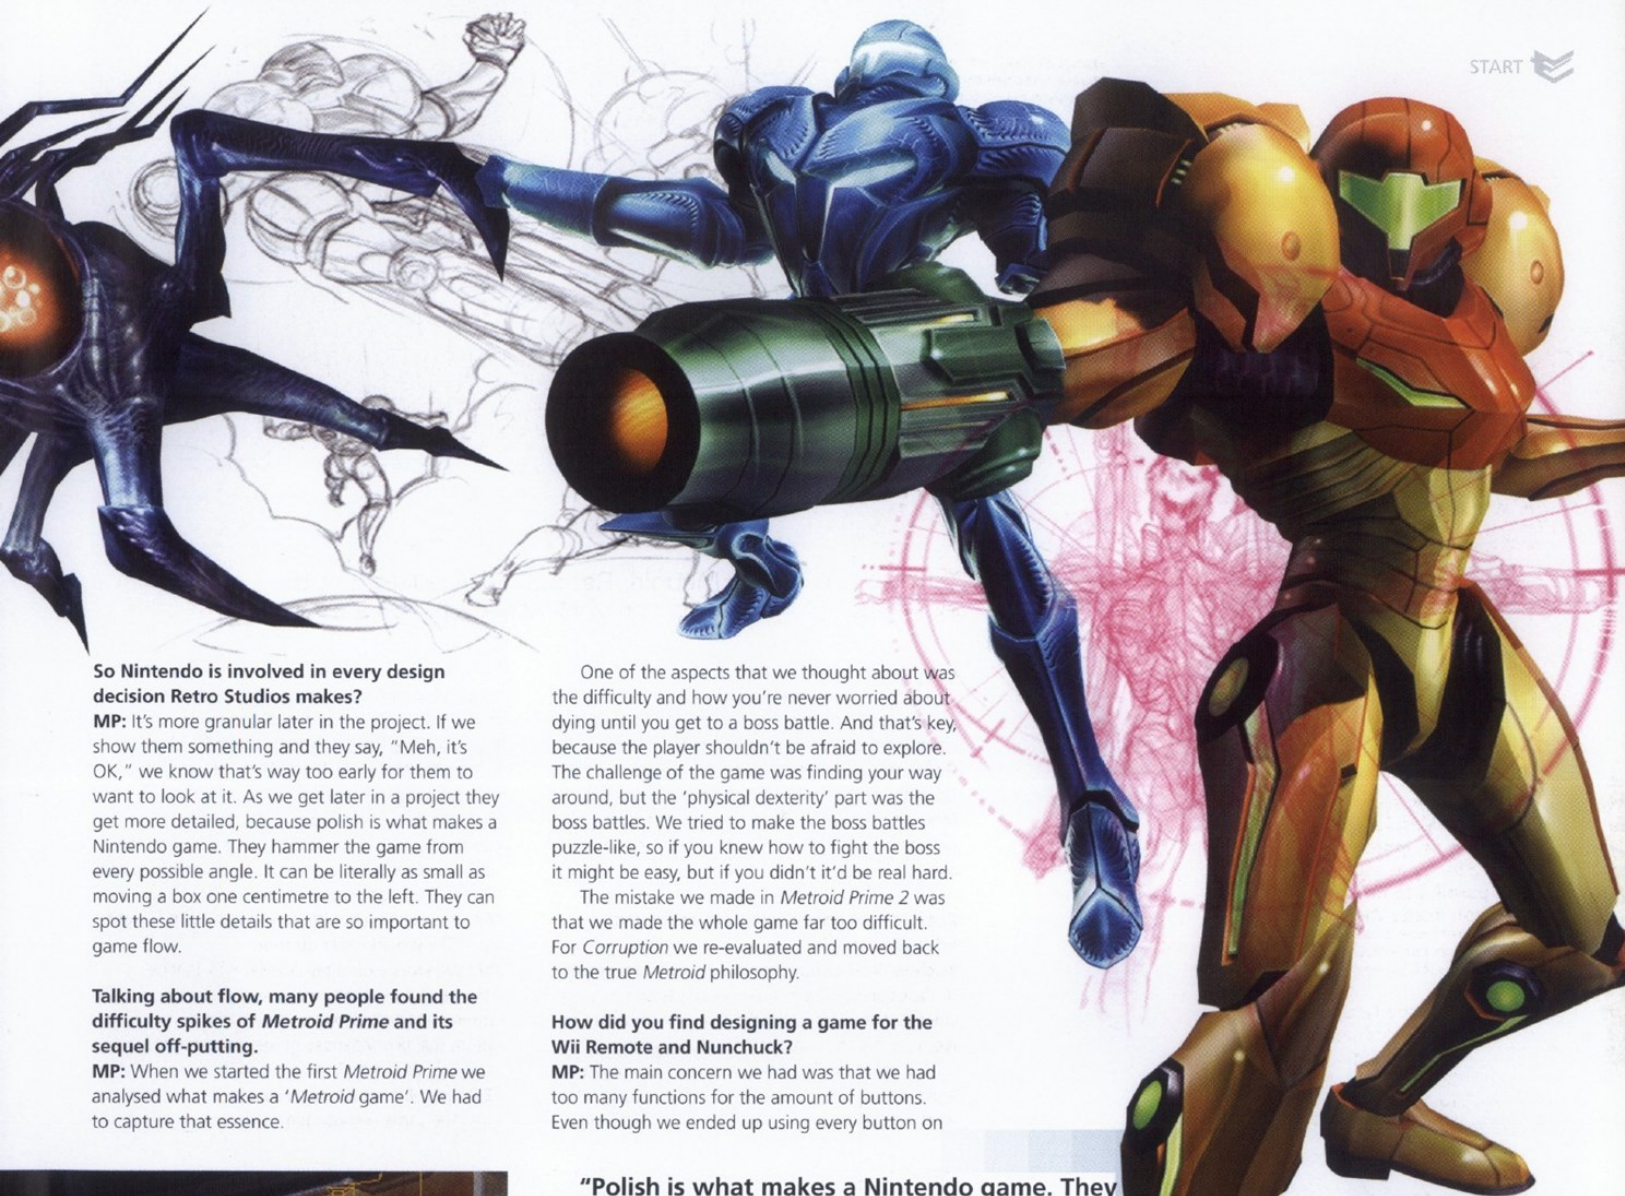 START
So Nintendo is involved in every design
decision Retro Studios makes?
MP: It's more granular later in the project. If we
show them something and they say, "Meh, it's
OK," we know that's way too early for them to
want to look at it. As we get later in a project they
get more detailed, because polish is what makes a
Nintendo game. They hammer the game from
every possible angle. It can be literally as small as
moving a box one centimetre to the left. They can
spot these little details that are so important to
game flow.
Talking about flow, many people found the
difficulty spikes of Metroid Prime and its
sequel off-putting.
MP: When we started the first Metroid Prime we
analysed what makes a 'Metroid game'. We had
to capture that essence.
One of the aspects that we thought about was
the difficulty and how you're never worried about
dying until you get to a boss battle. And that's key,
because the player shouldn't be afraid to explore.
The challenge of the game was finding your way
around, but the 'physical dexterity' part was the
boss battles. We tried to make the boss battles
puzzle-like, so if you knew how to fight the boss
it might be easy, but if you didn't it'd be real hard.
The mistake we made in Metroid Prime 2 was
that we made the whole game far too difficult.
For Corruption we re-evaluated and moved back
to the true Metroid philosophy.
How did you find designing a game for the
Wii Remote and Nunchuck?
MP: The main concern we had was that we had
too many functions for the amount of buttons.
Even though we ended up using every button on
"Polish is what makes a Nintendo game. They